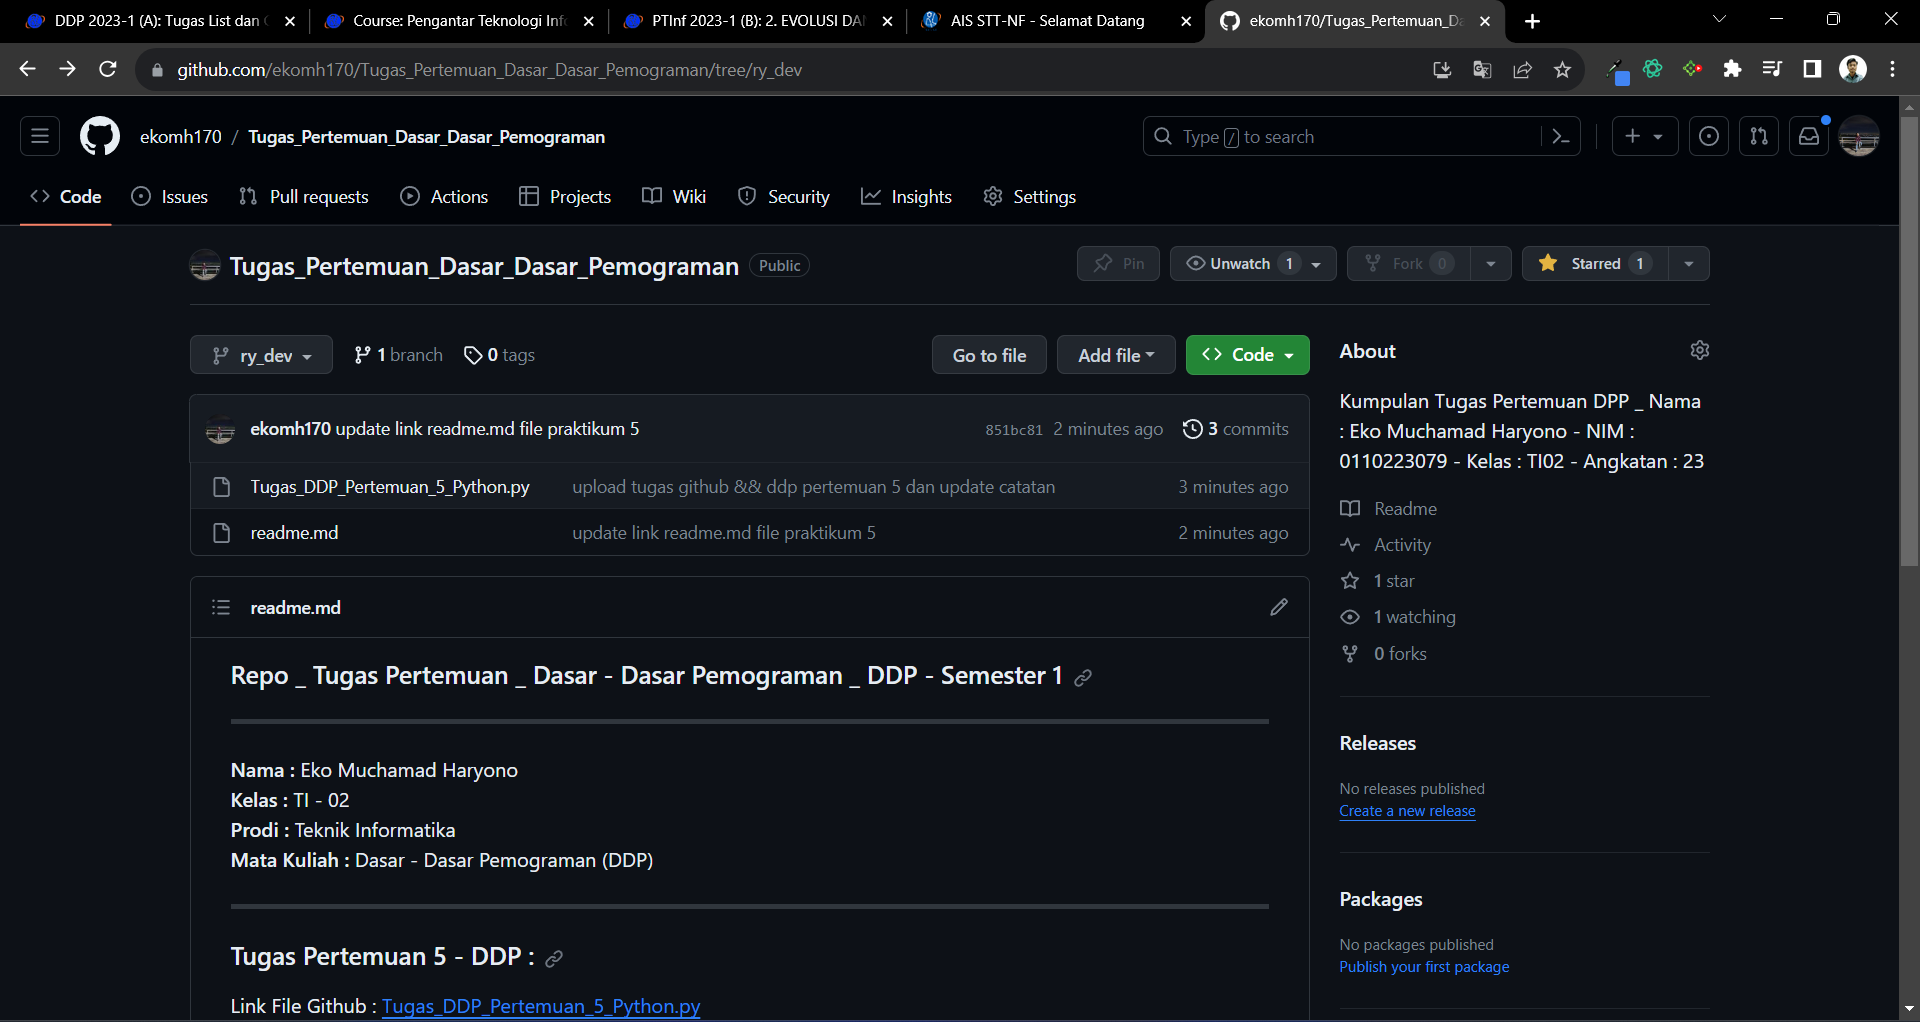 DDP 2023-1 (A): Tugas List dan
Course: Pengantar Teknologi Inf
PTInf 2023-1 (B): 2. EVOLUSI DA
AIS STT-NF - Selamat Datang
ekomh170/Tugas_Pertemuan_Da
github.com/ekomh170/Tugas_Pertemuan_Dasar_Dasar_Pemograman/tree/ry_dev
ekomh170 / Tugas_Pertemuan_Dasar_Dasar_Pemograman
Type / to search
Code
Issues
Pull requests
Actions
Projects
Wiki
Security
Insights
Settings
Tugas_Pertemuan_Dasar_Dasar_Pemograman Public
Pin
Unwatch 1
Fork 0
Starred 1
ry_dev
1 branch
0 tags
Go to file
Add file
Code
ekomh170 update link readme.md file praktikum 5
851bc81 2 minutes ago
3 commits
Tugas_DDP_Pertemuan_5_Python.py
upload tugas github && ddp pertemuan 5 dan update catatan
3 minutes ago
readme.md
update link readme.md file praktikum 5
2 minutes ago
readme.md
Repo _ Tugas Pertemuan _ Dasar - Dasar Pemograman _ DDP - Semester 1
Nama : Eko Muchamad Haryono
Kelas : TI - 02
Prodi : Teknik Informatika
Mata Kuliah : Dasar - Dasar Pemograman (DDP)
Tugas Pertemuan 5 - DDP :
Link File Github : Tugas_DDP_Pertemuan_5_Python.py
About
Kumpulan Tugas Pertemuan DPP _ Nama
: Eko Muchamad Haryono - NIM :
0110223079 - Kelas : TI02 - Angkatan : 23
Readme
Activity
1 star
1 watching
0 forks
Releases
No releases published
Create a new release
Packages
No packages published
Publish your first package